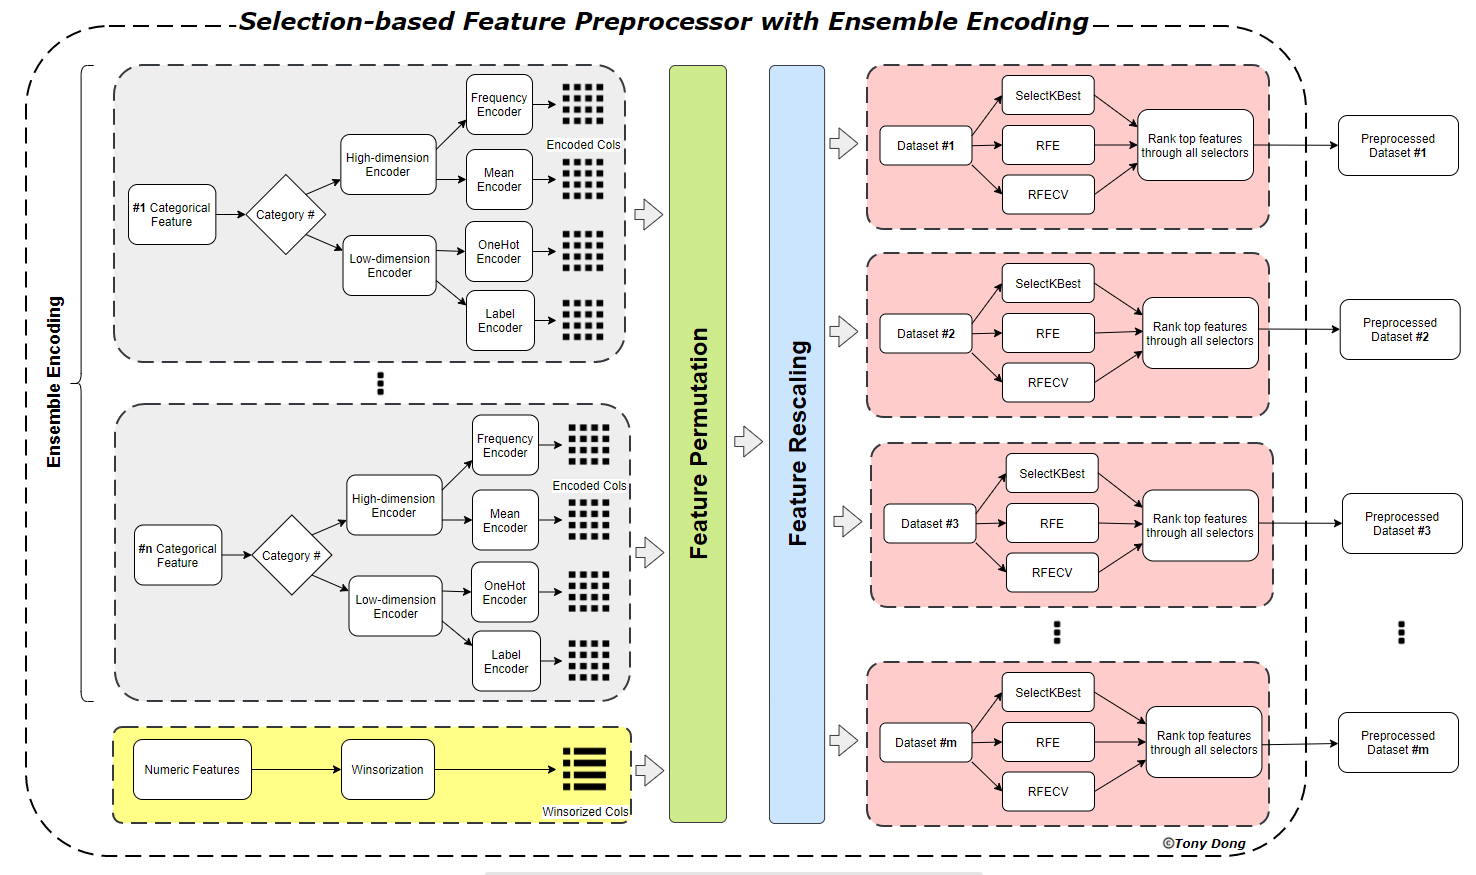 Selection-based Feature Preprocessor with Ensemble Encoding
Ensemble Encoding
#1 Categorical
Feature
Category #
High-dimension
Encoder
Low-dimension
Encoder
Frequency
Encoder
Mean
Encoder
OneHot
Encoder
Label
Encoder
Encoded Cols
#n Categorical
Feature
Category #
High-dimension
Encoder
Low-dimension
Encoder
Frequency
Encoder
Mean
Encoder
OneHot
Encoder
Label
Encoder
Encoded Cols
Numeric Features
Winsorization
Winsorized Cols
Feature Permutation
Feature Rescaling
Dataset #1
SelectKBest
RFE
RFECV
Rank top features
through all selectors
Preprocessed
Dataset #1
Dataset #2
SelectKBest
RFE
RFECV
Rank top features
through all selectors
Preprocessed
Dataset #2
Dataset #3
SelectKBest
RFE
RFECV
Rank top features
through all selectors
Preprocessed
Dataset #3
Dataset #m
SelectKBest
RFE
RFECV
Rank top features
through all selectors
Preprocessed
Dataset #m
©Tony Dong